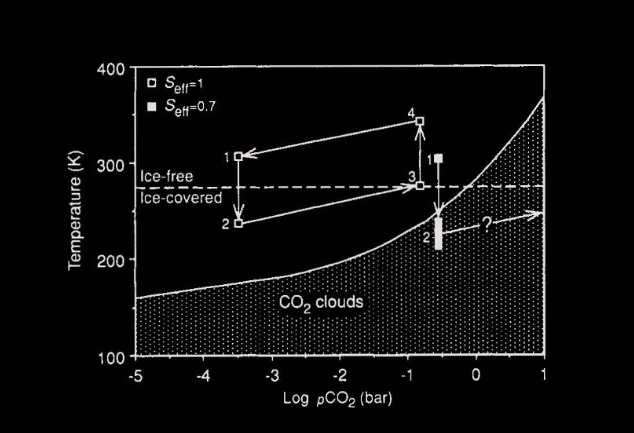 400
S_eff=1
S_eff=0.7
4
1
1
300
Ice-free
3
Ice-covered
2
2
?
200
CO₂ clouds
100
-5 -4 -3 -2 -1 0 1
Log pCO₂ (bar)
Temperature (K)